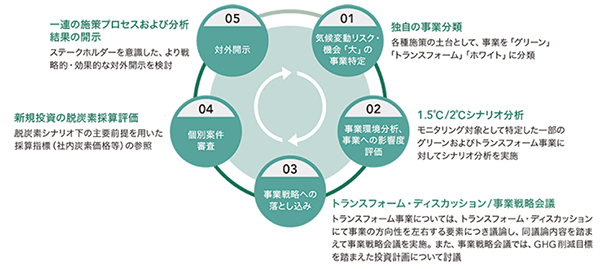 01
気候変動リスク・
機会「大」の
事業特定
独自の事業分類
各種施策の土台として、事業を「グリーン」
「トランスフォーム」「ホワイト」に分類
02
事業環境分析、
事業への影響度
評価
1.5℃/2℃シナリオ分析
モニタリング対象として特定した一部の
グリーンおよびトランスフォーム事業に
対してシナリオ分析を実施
03
事業戦略への
落とし込み
トランスフォーム・ディスカッション/事業戦略会議
トランスフォーム事業については、トランスフォーム・ディスカッション
にて事業の方向性を左右する要素につき議論し、同議論内容を踏
まえて事業戦略会議を実施。また、事業戦略会議では、GHG削減目標
を踏まえた投資計画について討議
04
個別案件
審査
新規投資の脱炭素採算評価
脱炭素シナリオ下の主要前提を用いた
採算指標（社内炭素価格等）の参照
05
対外開示
一連の施策プロセスおよび分析
結果の開示
ステークホルダーを意識した、より戦
略的・効果的な対外開示を検討